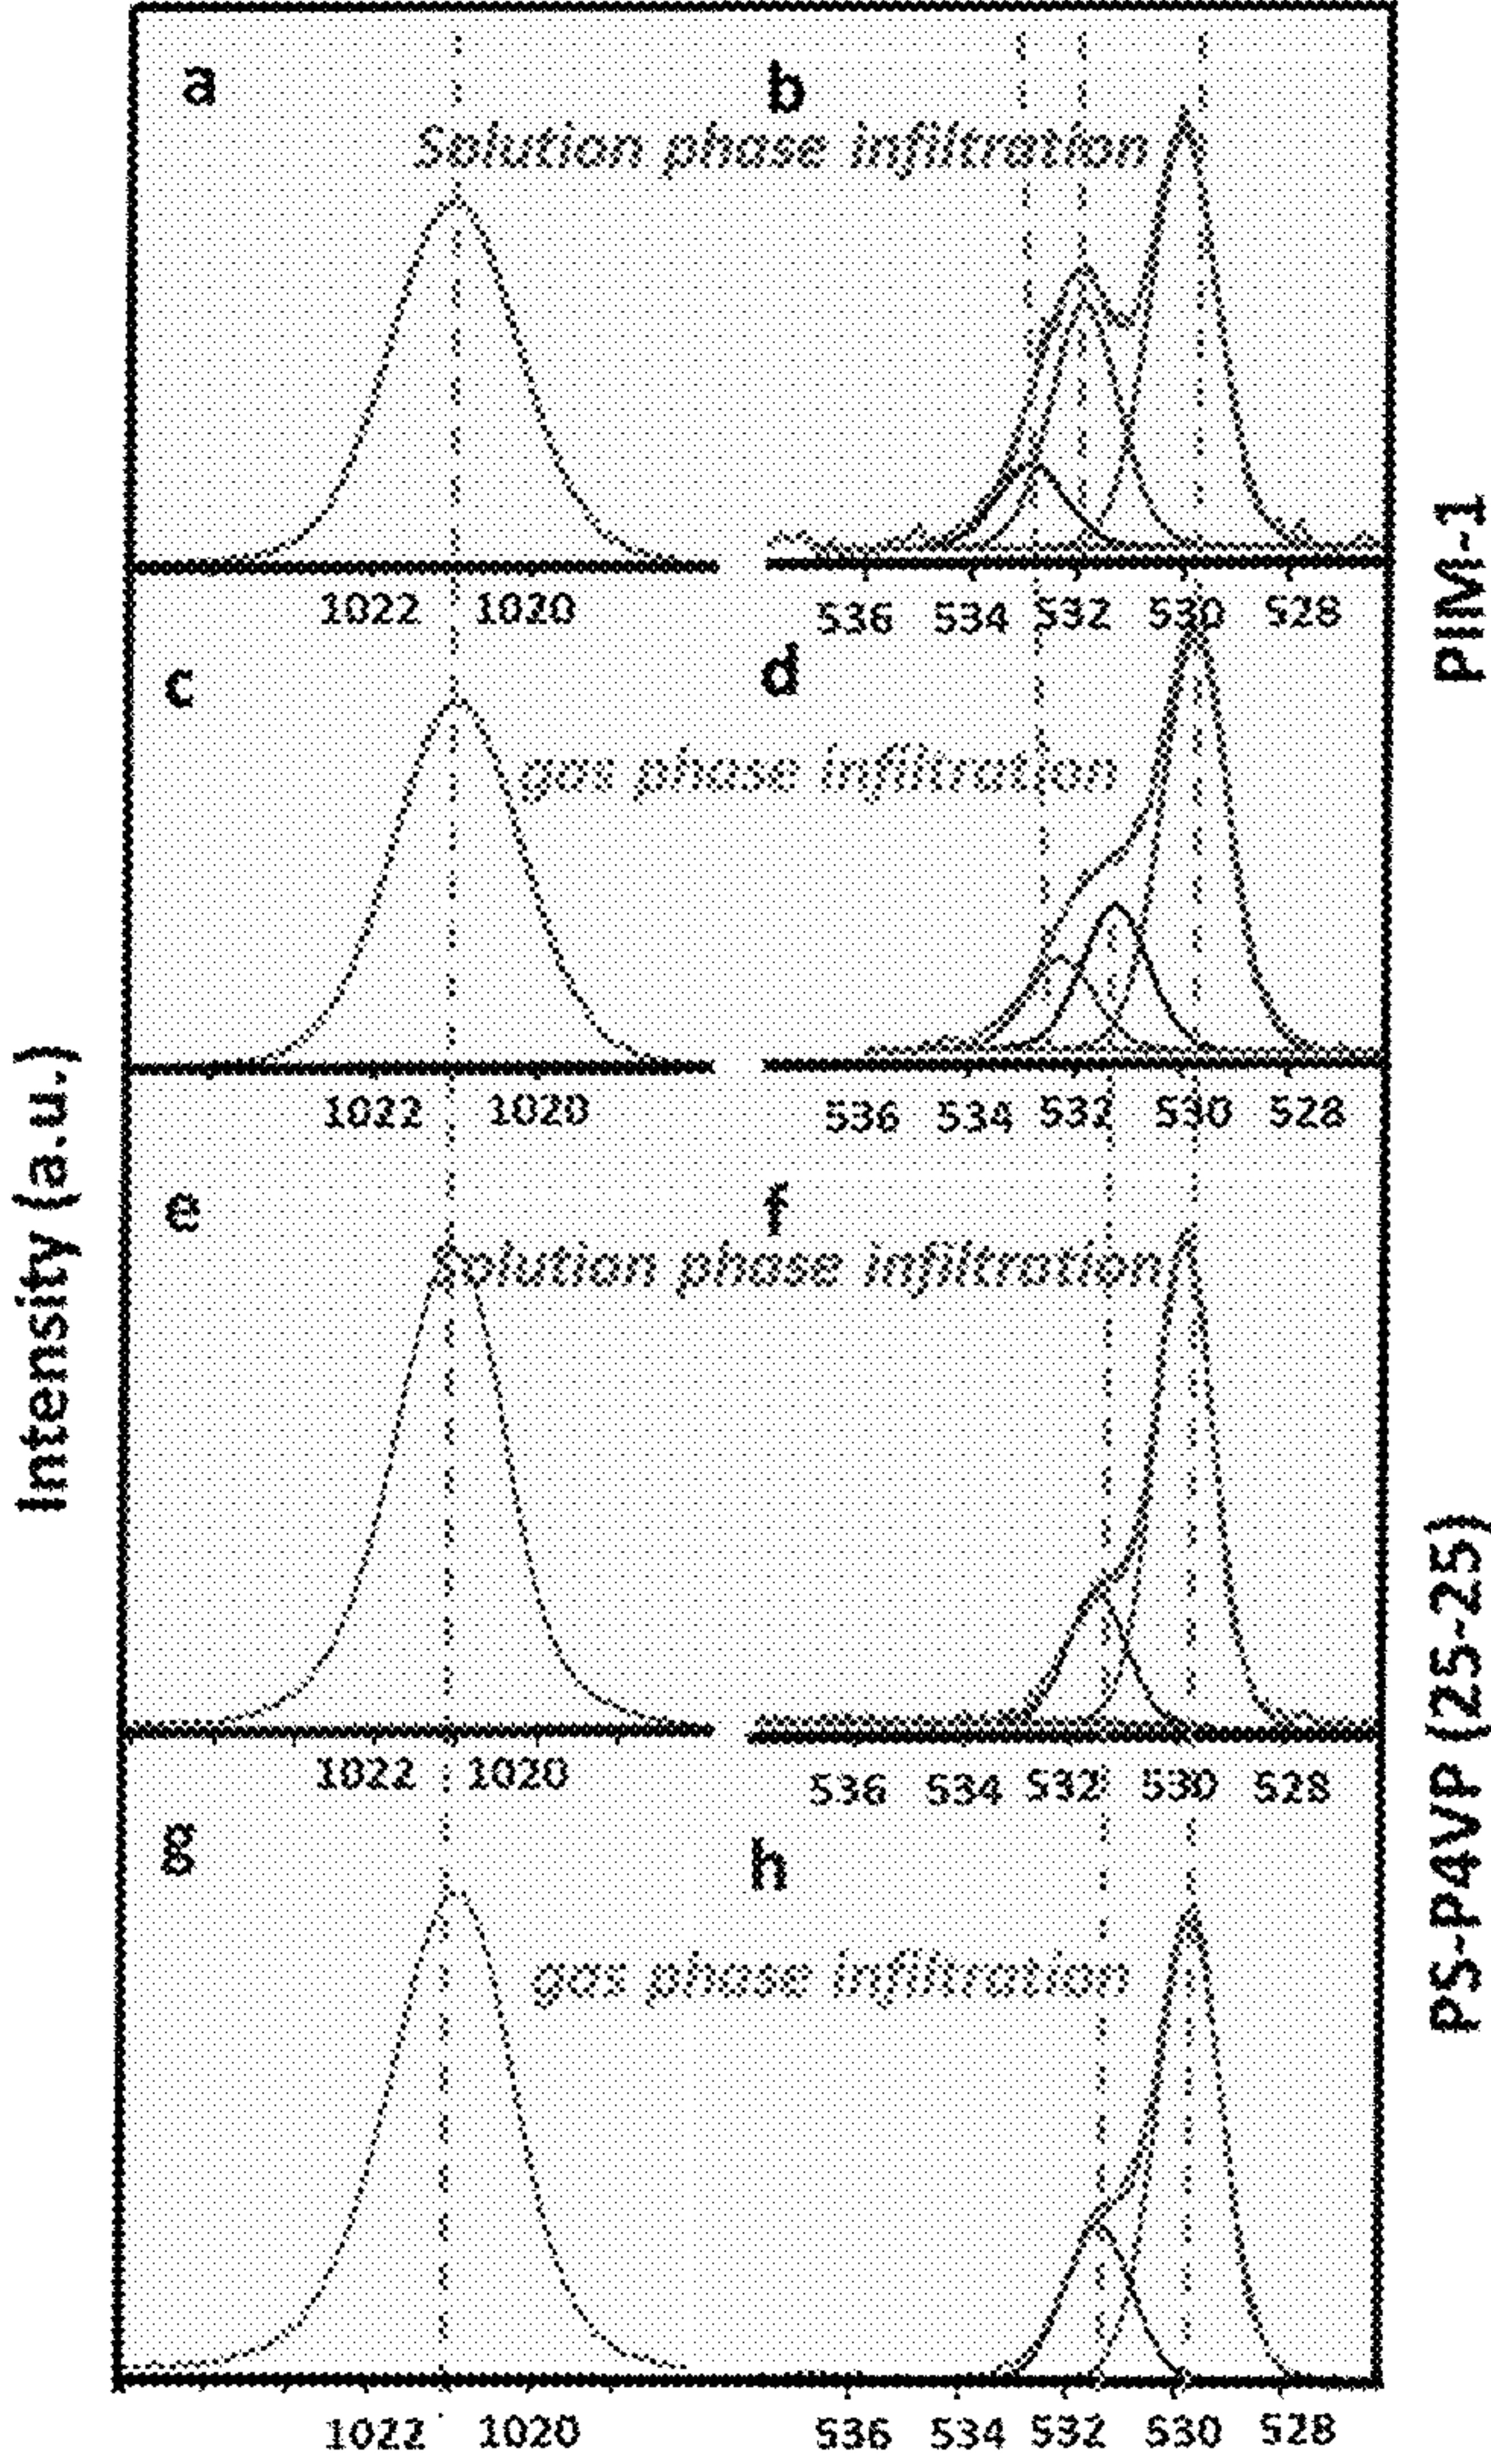 a
b
Solution phase infiltration
1022 1020
536 534 532 530 528
c
d
gas phase infiltration
1022 1020
536 534 532 530 528
PIM-1
e
f
Solution phase infiltration
1022 1020
536 534 532 530 528
g
h
gas phase infiltration
1022 1020
536 534 532 530 528
PS-P4VP (25-25)
Intensity (a.u.)